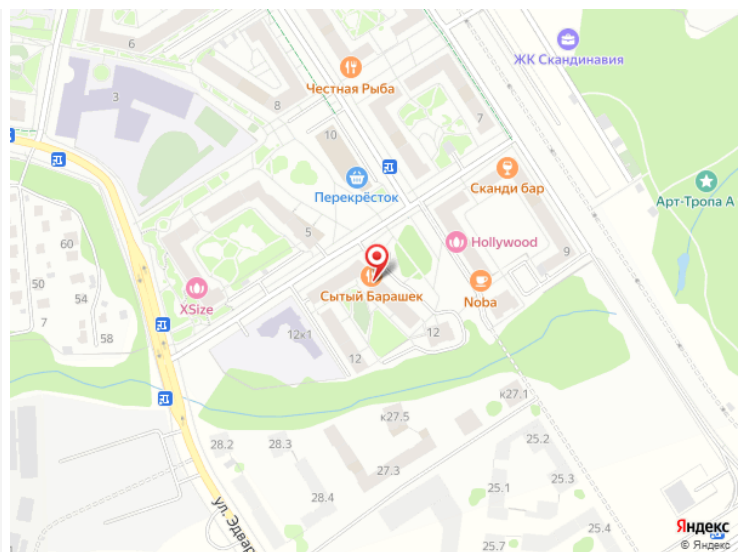 6
3
Честная Рыба
8
ЖК Скандинавия
7
10
Перекрёсток
Сканди бар
Арт-Тропа А
60
5
Hollywood
9
50
54
7
58
XSize
Сытый Барашек
Noba
12к1
12
12
к27.1
к27.5
28.2
28.3
25.2
27.3
28.4
25.1
25.3
25.4
25.7
ул. Эдвар
Яндекс
© Яндекс